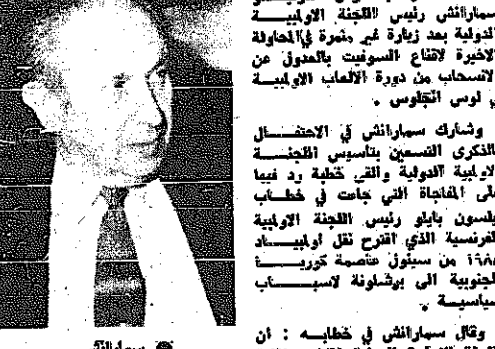 سمارانش رئيس اللجنة الاولمبية
الدولية بعد زيارة غير مثمرة في المحاولة
الاخيرة لاقناع السوفيت بالعدول عن
الانسحاب من دورة الالعاب الاولمبية
لوس انجلوس .
وشارك سمارانش في الاحتفال
بالذكرى التسعين بتأسيس اللجنة
الاولمبية الدولية والقى خطبة رد فيها
على المفاجأة التي جاءت في خطاب
نلسون بايلو رئيس اللجنة الاولمبية
الفرنسية الذي اقترح نقل اولمبياد
١٩٨٨ من سيئول عاصمة كوريا
الجنوبية الى برشلونة لاسباب
سياسية .
وقال سمارانش في خطابه : ان
سمارانش